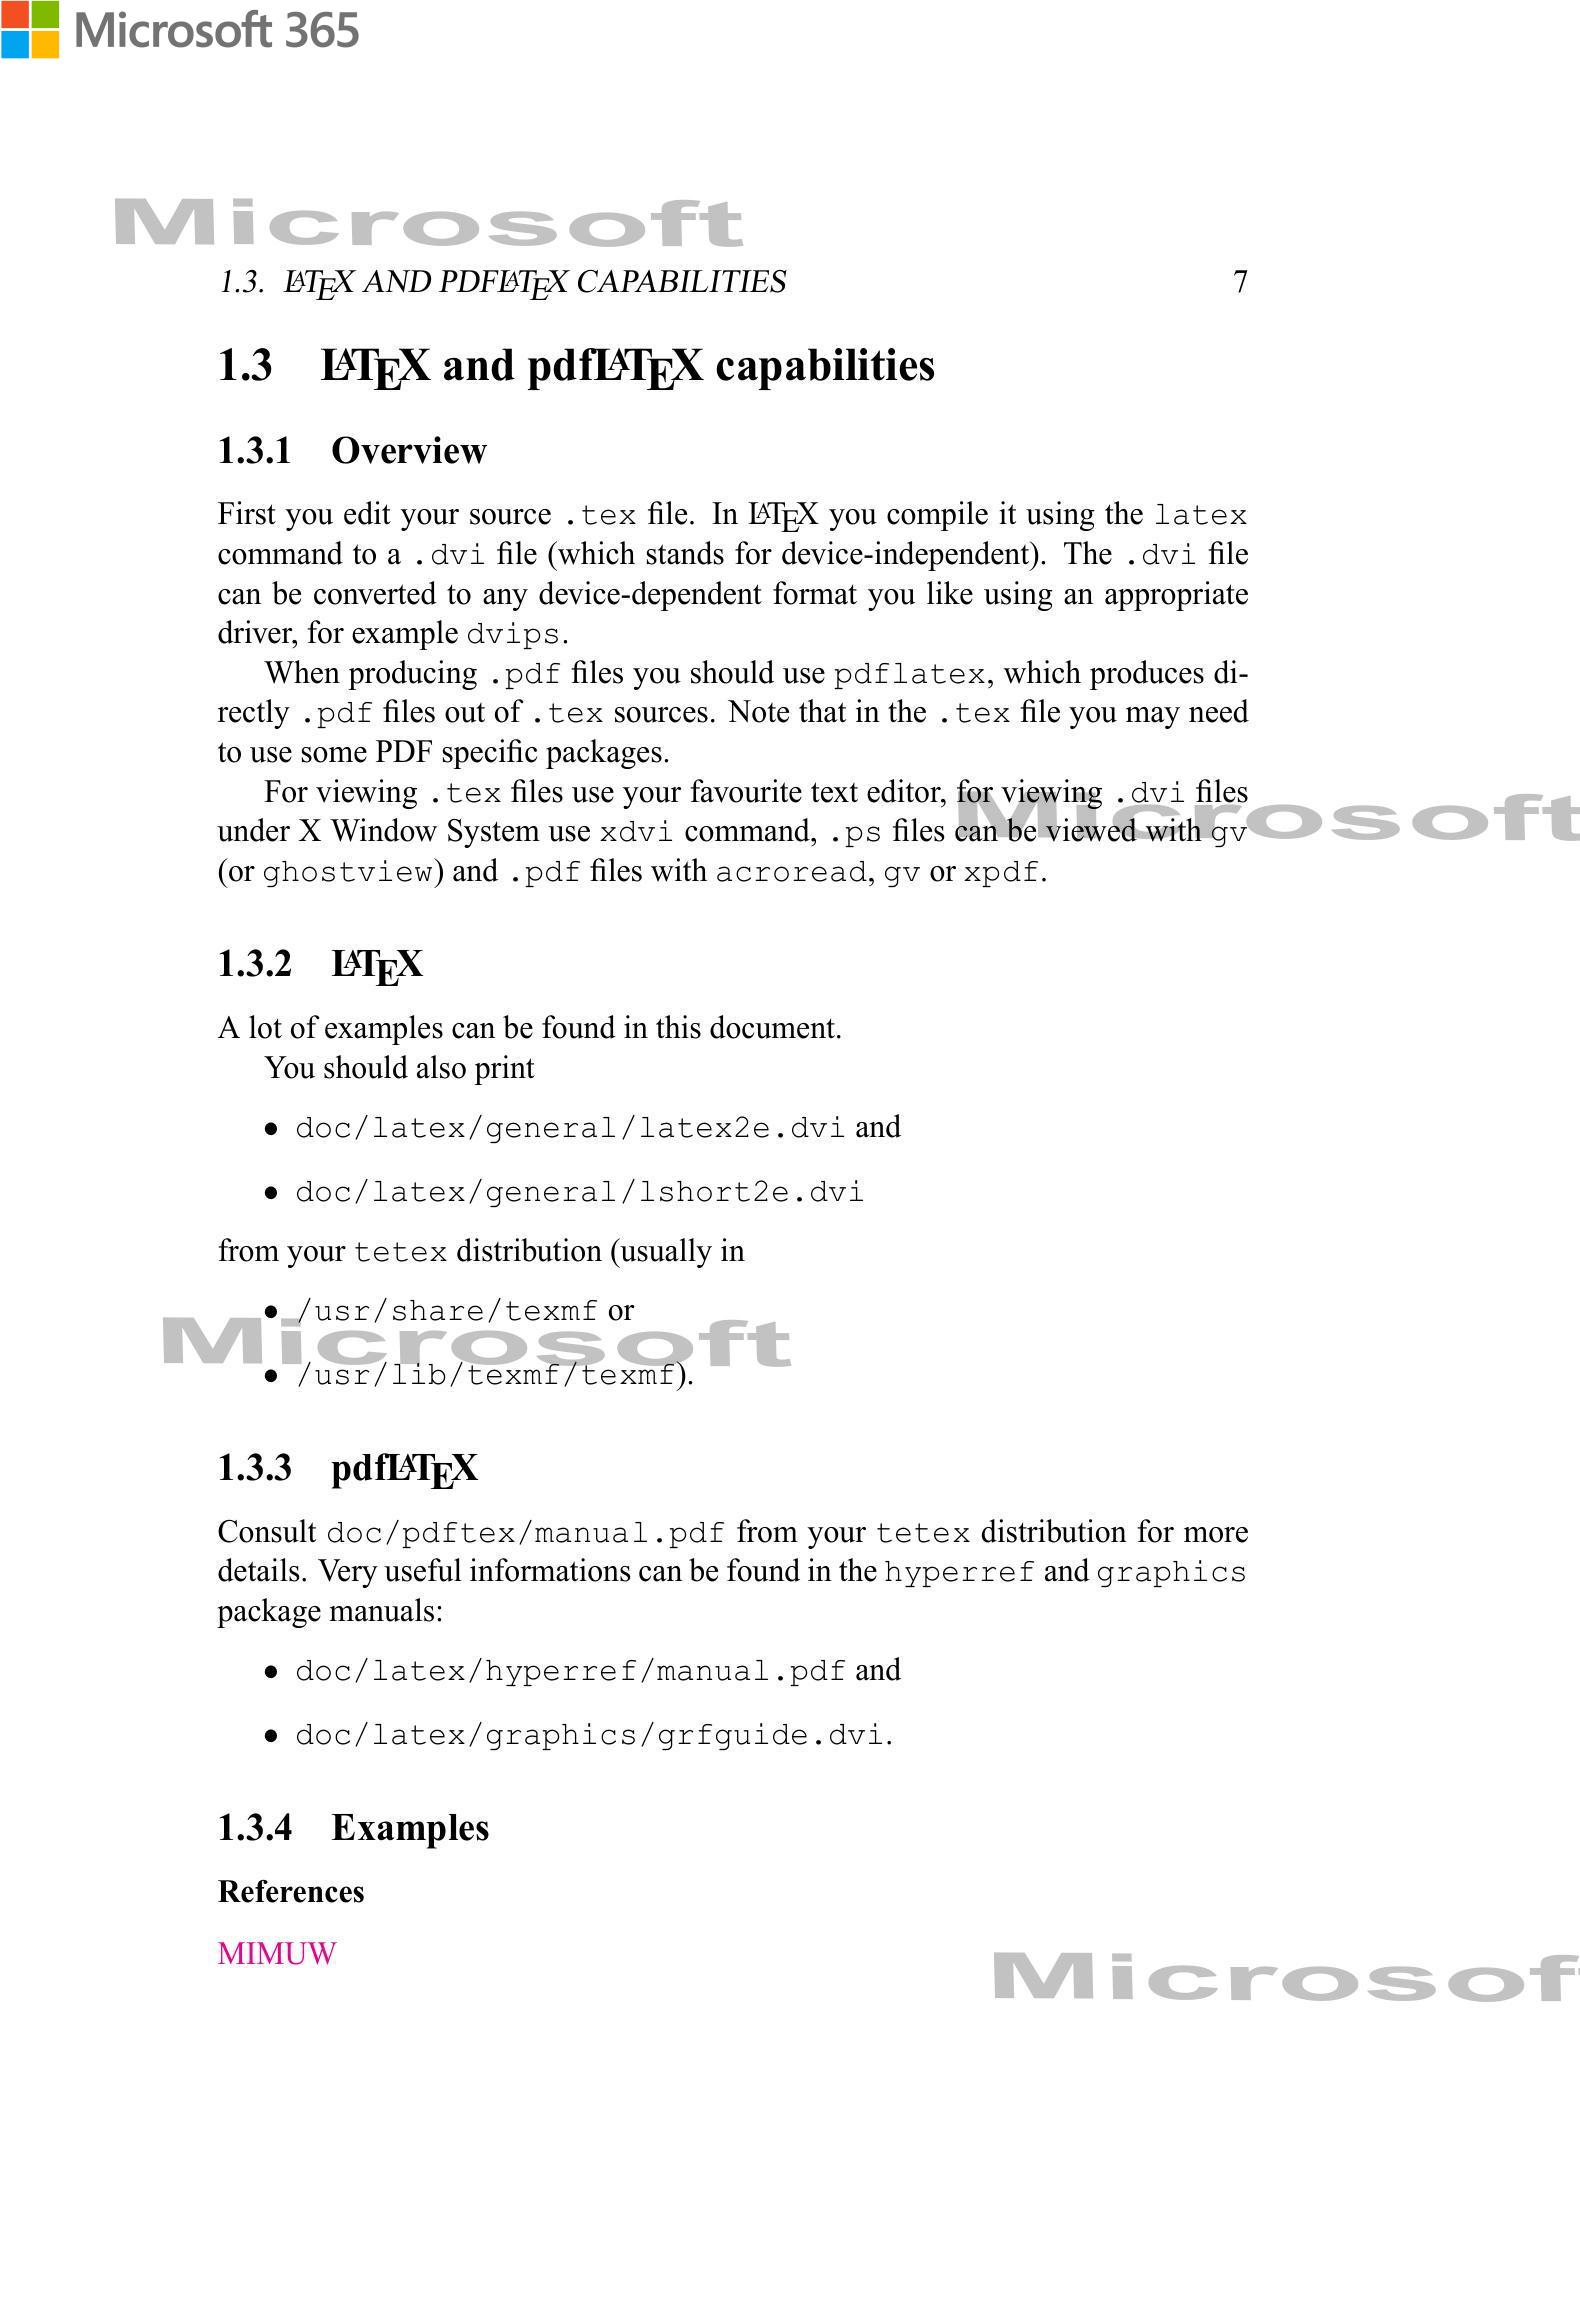 Microsoft 365
Microsoft
1.3. LATEX AND PDFLATEX CAPABILITIES 7
1.3 LATEX and pdfLATEX capabilities
1.3.1 Overview
First you edit your source .tex file. In LATEX you compile it using the latex
command to a .dvi file (which stands for device-independent). The .dvi file
can be converted to any device-dependent format you like using an appropriate
driver, for example dvips.
When producing .pdf files you should use pdflatex, which produces di-
rectly .pdf files out of .tex sources. Note that in the .tex file you may need
to use some PDF specific packages.
For viewing .tex files use your favourite text editor, for viewing .dvi files
Microsoft
under X Window System use xdvi command, .ps files can be viewed with gv
(or ghostview) and .pdf files with acroread, gv or xpdf.
1.3.2 LATEX
A lot of examples can be found in this document.
You should also print
• doc/latex/general/latex2e.dvi and
• doc/latex/general/lshort2e.dvi
from your tetex distribution (usually in
• /usr/share/texmf or
Microsoft
• /usr/lib/texmf/texmf).
1.3.3 pdfLATEX
Consult doc/pdftex/manual.pdf from your tetex distribution for more
details. Very useful informations can be found in the hyperref and graphics
package manuals:
• doc/latex/hyperref/manual.pdf and
• doc/latex/graphics/grfguide.dvi.
1.3.4 Examples
References
MIMUW
Microsof